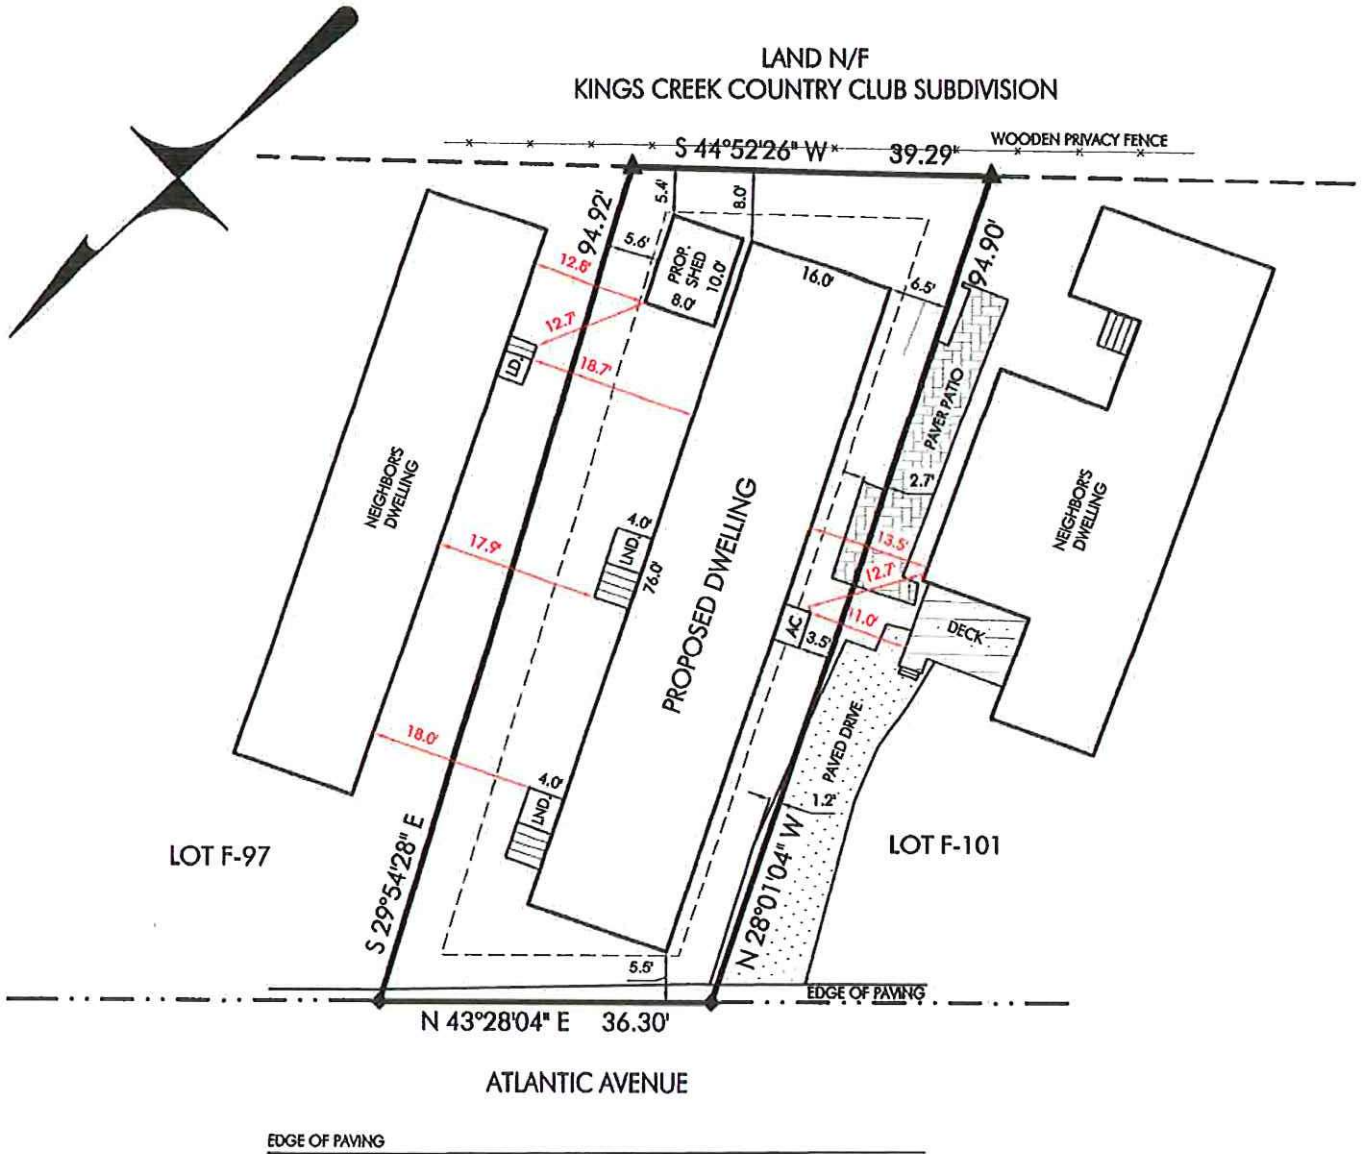 LAND N/F
KINGS CREEK COUNTRY CLUB SUBDIVISION
WOODEN PRIVACY FENCE
S 44°52'26" W 39.29"
94.92'
5.4'
8.0'
94.90'
5.6'
12.8'
PROP.
SHED
10.0'
8.0'
16.0'
6.5'
12.7'
LD.
18.7'
PAVER PATIO
NEIGHBOR'S
DWELLING
2.7'
NEIGHBOR'S
DWELLING
4.0'
LND.
76.0'
PROPOSED DWELLING
17.9'
13.5'
12.7'
11.0'
AC
3.5'
DECK
18.0'
4.0'
LND.
PAVED DRIVE
1.2'
LOT F-97
LOT F-101
S 29°54'28" E
N 28°01'04" W
5.5'
EDGE OF PAVING
N 43°28'04" E 36.30'
ATLANTIC AVENUE
EDGE OF PAVING